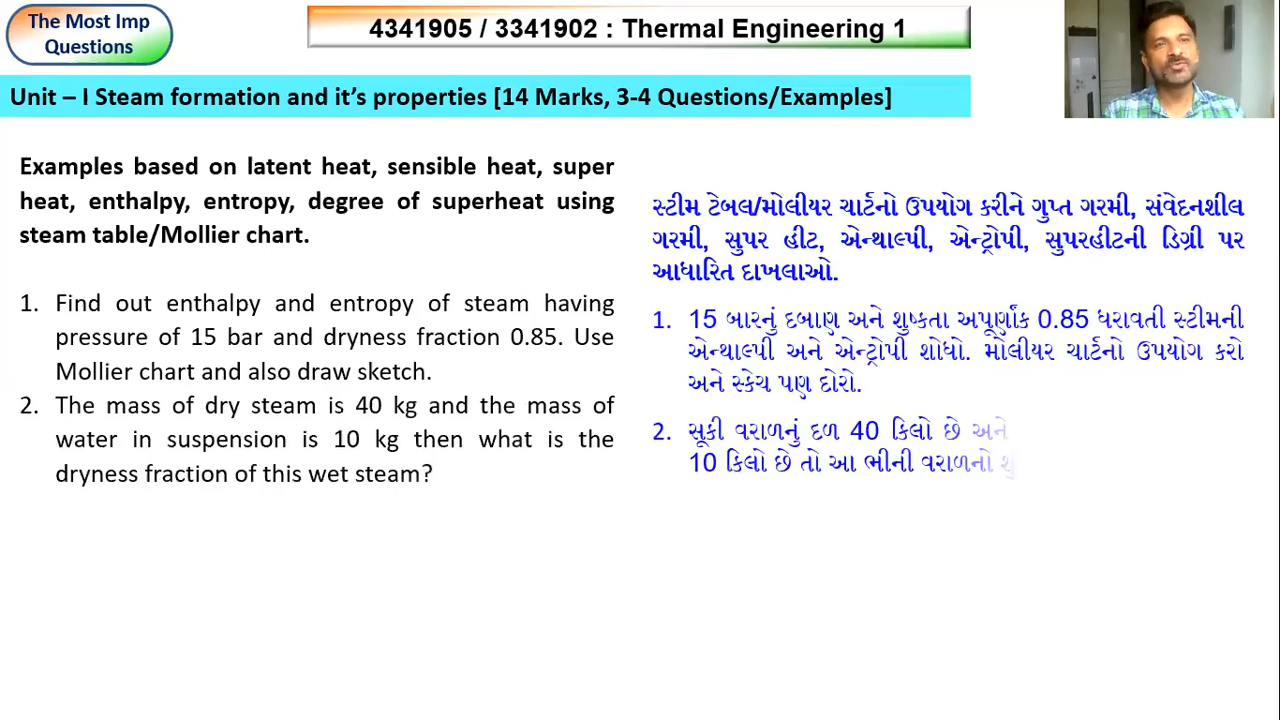 The Most Imp
Questions
4341905 / 3341902 : Thermal Engineering 1
Unit – I Steam formation and it’s properties [14 Marks, 3-4 Questions/Examples]
Examples based on latent heat, sensible heat, super
heat, enthalpy, entropy, degree of superheat using
steam table/Mollier chart.
1. Find out enthalpy and entropy of steam having
pressure of 15 bar and dryness fraction 0.85. Use
Mollier chart and also draw sketch.
2. The mass of dry steam is 40 kg and the mass of
water in suspension is 10 kg then what is the
dryness fraction of this wet steam?
સ્ટીમ ટેબલ/મોલીયર ચાર્ટનો ઉપયોગ કરીને ગુપ્ત ગરમી, સંવેદનશીલ
ગરમી, સુપર હીટ, એન્થાલ્પી, એન્ટ્રોપી, સુપરહીટની ડિગ્રી પર
આધારિત દાખલાઓ.
1. 15 બારનું દબાણ અને શુષ્કતા અપૂર્ણાંક 0.85 ધરાવતી સ્ટીમની
એન્થાલ્પી અને એન્ટ્રોપી શોધો. મોલીયર ચાર્ટનો ઉપયોગ કરો
અને સ્કેચ પણ દોરો.
2. સૂકી વરાળનું દળ 40 કિલો છે અને
10 કિલો છે તો આ ભીની વરાળનો